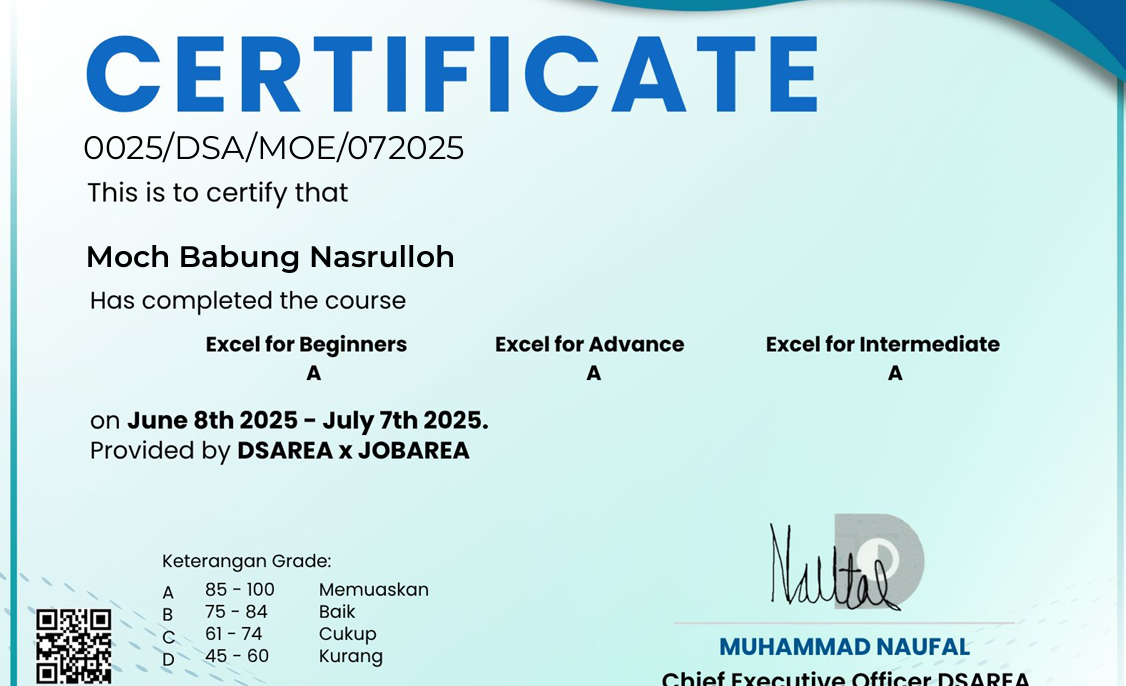 CERTIFICATE
0025/DSA/MOE/072025
This is to certify that
Moch Babung Nasrulloh
Has completed the course
Excel for Beginners Excel for Advance Excel for Intermediate
A A A
on June 8th 2025 - July 7th 2025.
Provided by DSAREA x JOBAREA
Keterangan Grade:
A 85 - 100 Memuaskan
B 75 - 84 Baik
C 61 - 74 Cukup
D 45 - 60 Kurang
Naufal
MUHAMMAD NAUFAL
Chief Executive Officer DSAREA